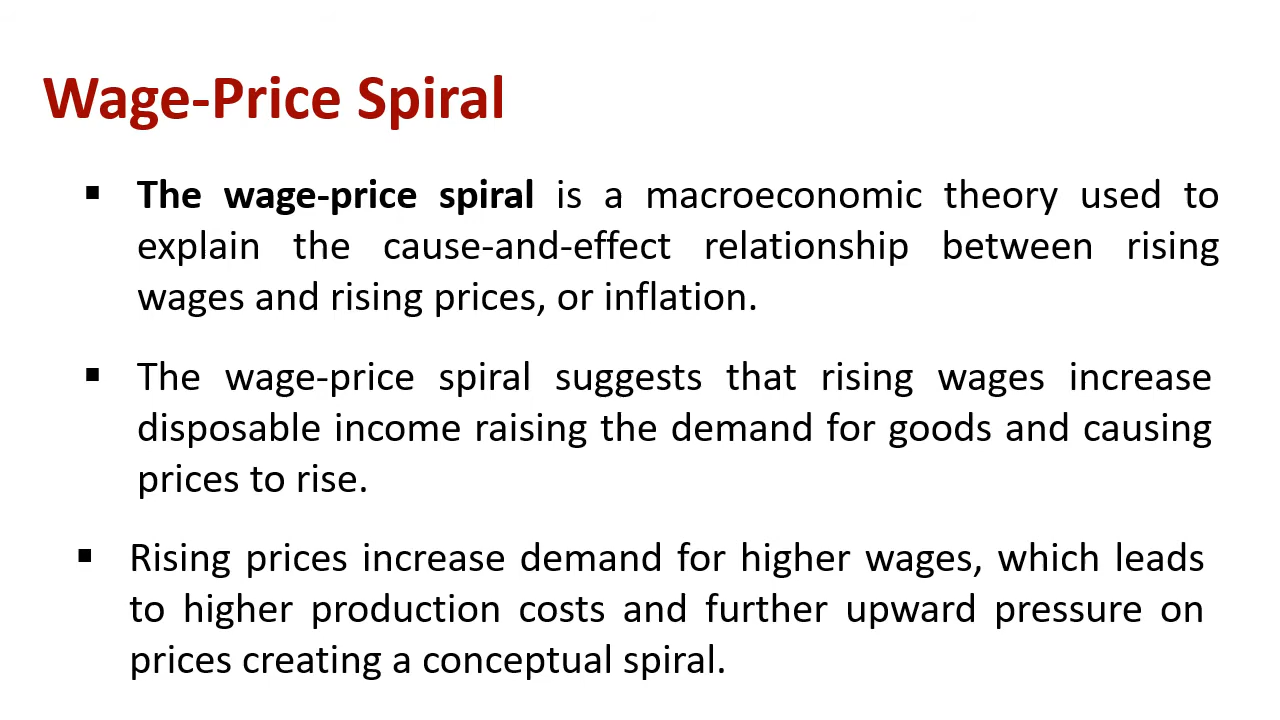 Wage-Price Spiral
▪ The wage-price spiral is a macroeconomic theory used to
explain the cause-and-effect relationship between rising
wages and rising prices, or inflation.
▪ The wage-price spiral suggests that rising wages increase
disposable income raising the demand for goods and causing
prices to rise.
▪ Rising prices increase demand for higher wages, which leads
to higher production costs and further upward pressure on
prices creating a conceptual spiral.